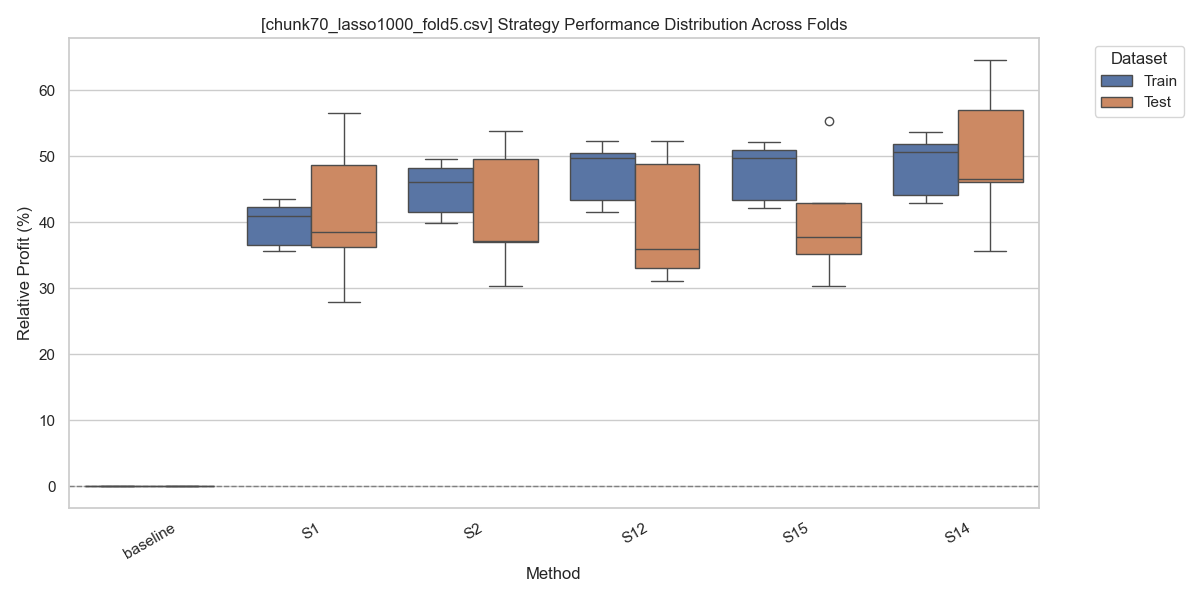 [chunk70_lasso1000_fold5.csv] Strategy Performance Distribution Across Folds
Dataset
Train
Test
Relative Profit (%)
60
50
40
30
20
10
0
baseline
S1
S2
S12
S15
S14
Method